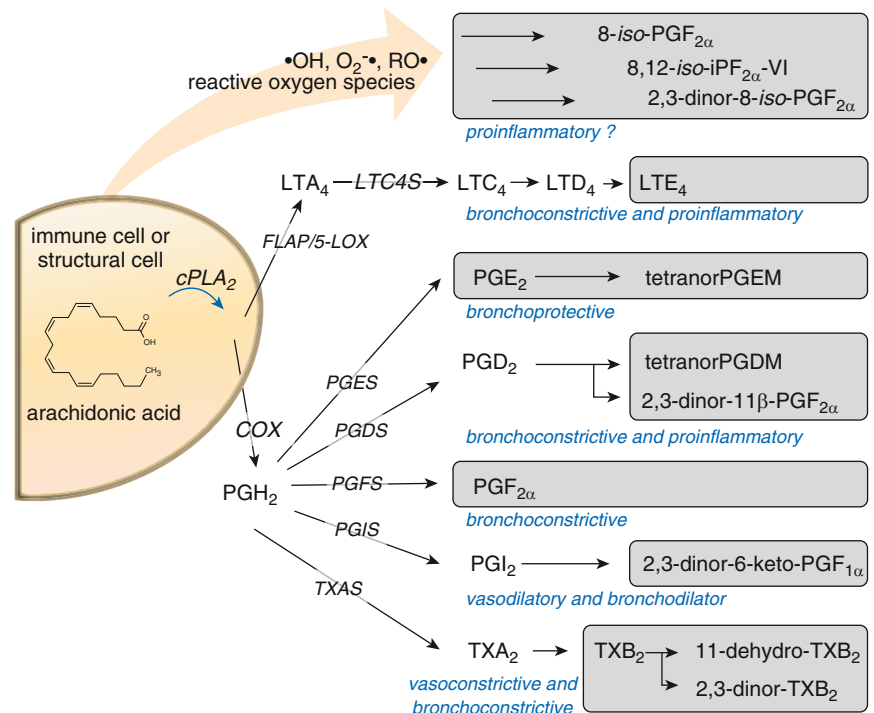 •OH, O₂⁻•, RO•
reactive oxygen species
8-iso-PGF₂α
8,12-iso-iPF₂α-VI
2,3-dinor-8-iso-PGF₂α
proinflammatory ?
LTA₄
LTC4S
LTC₄
LTD₄
LTE₄
bronchoconstrictive and proinflammatory
FLAP/5-LOX
immune cell or
structural cell
cPLA₂
O
OH
CH₃
arachidonic acid
PGE₂
tetranorPGEM
bronchoprotective
PGES
PGD₂
tetranorPGDM
2,3-dinor-11β-PGF₂α
bronchoconstrictive and proinflammatory
PGDS
COX
PGH₂
PGFS
PGF₂α
bronchoconstrictive
PGIS
PGI₂
2,3-dinor-6-keto-PGF₁α
vasodilatory and bronchodilator
TXAS
TXA₂
TXB₂
11-dehydro-TXB₂
2,3-dinor-TXB₂
vasoconstrictive and
bronchoconstrictive